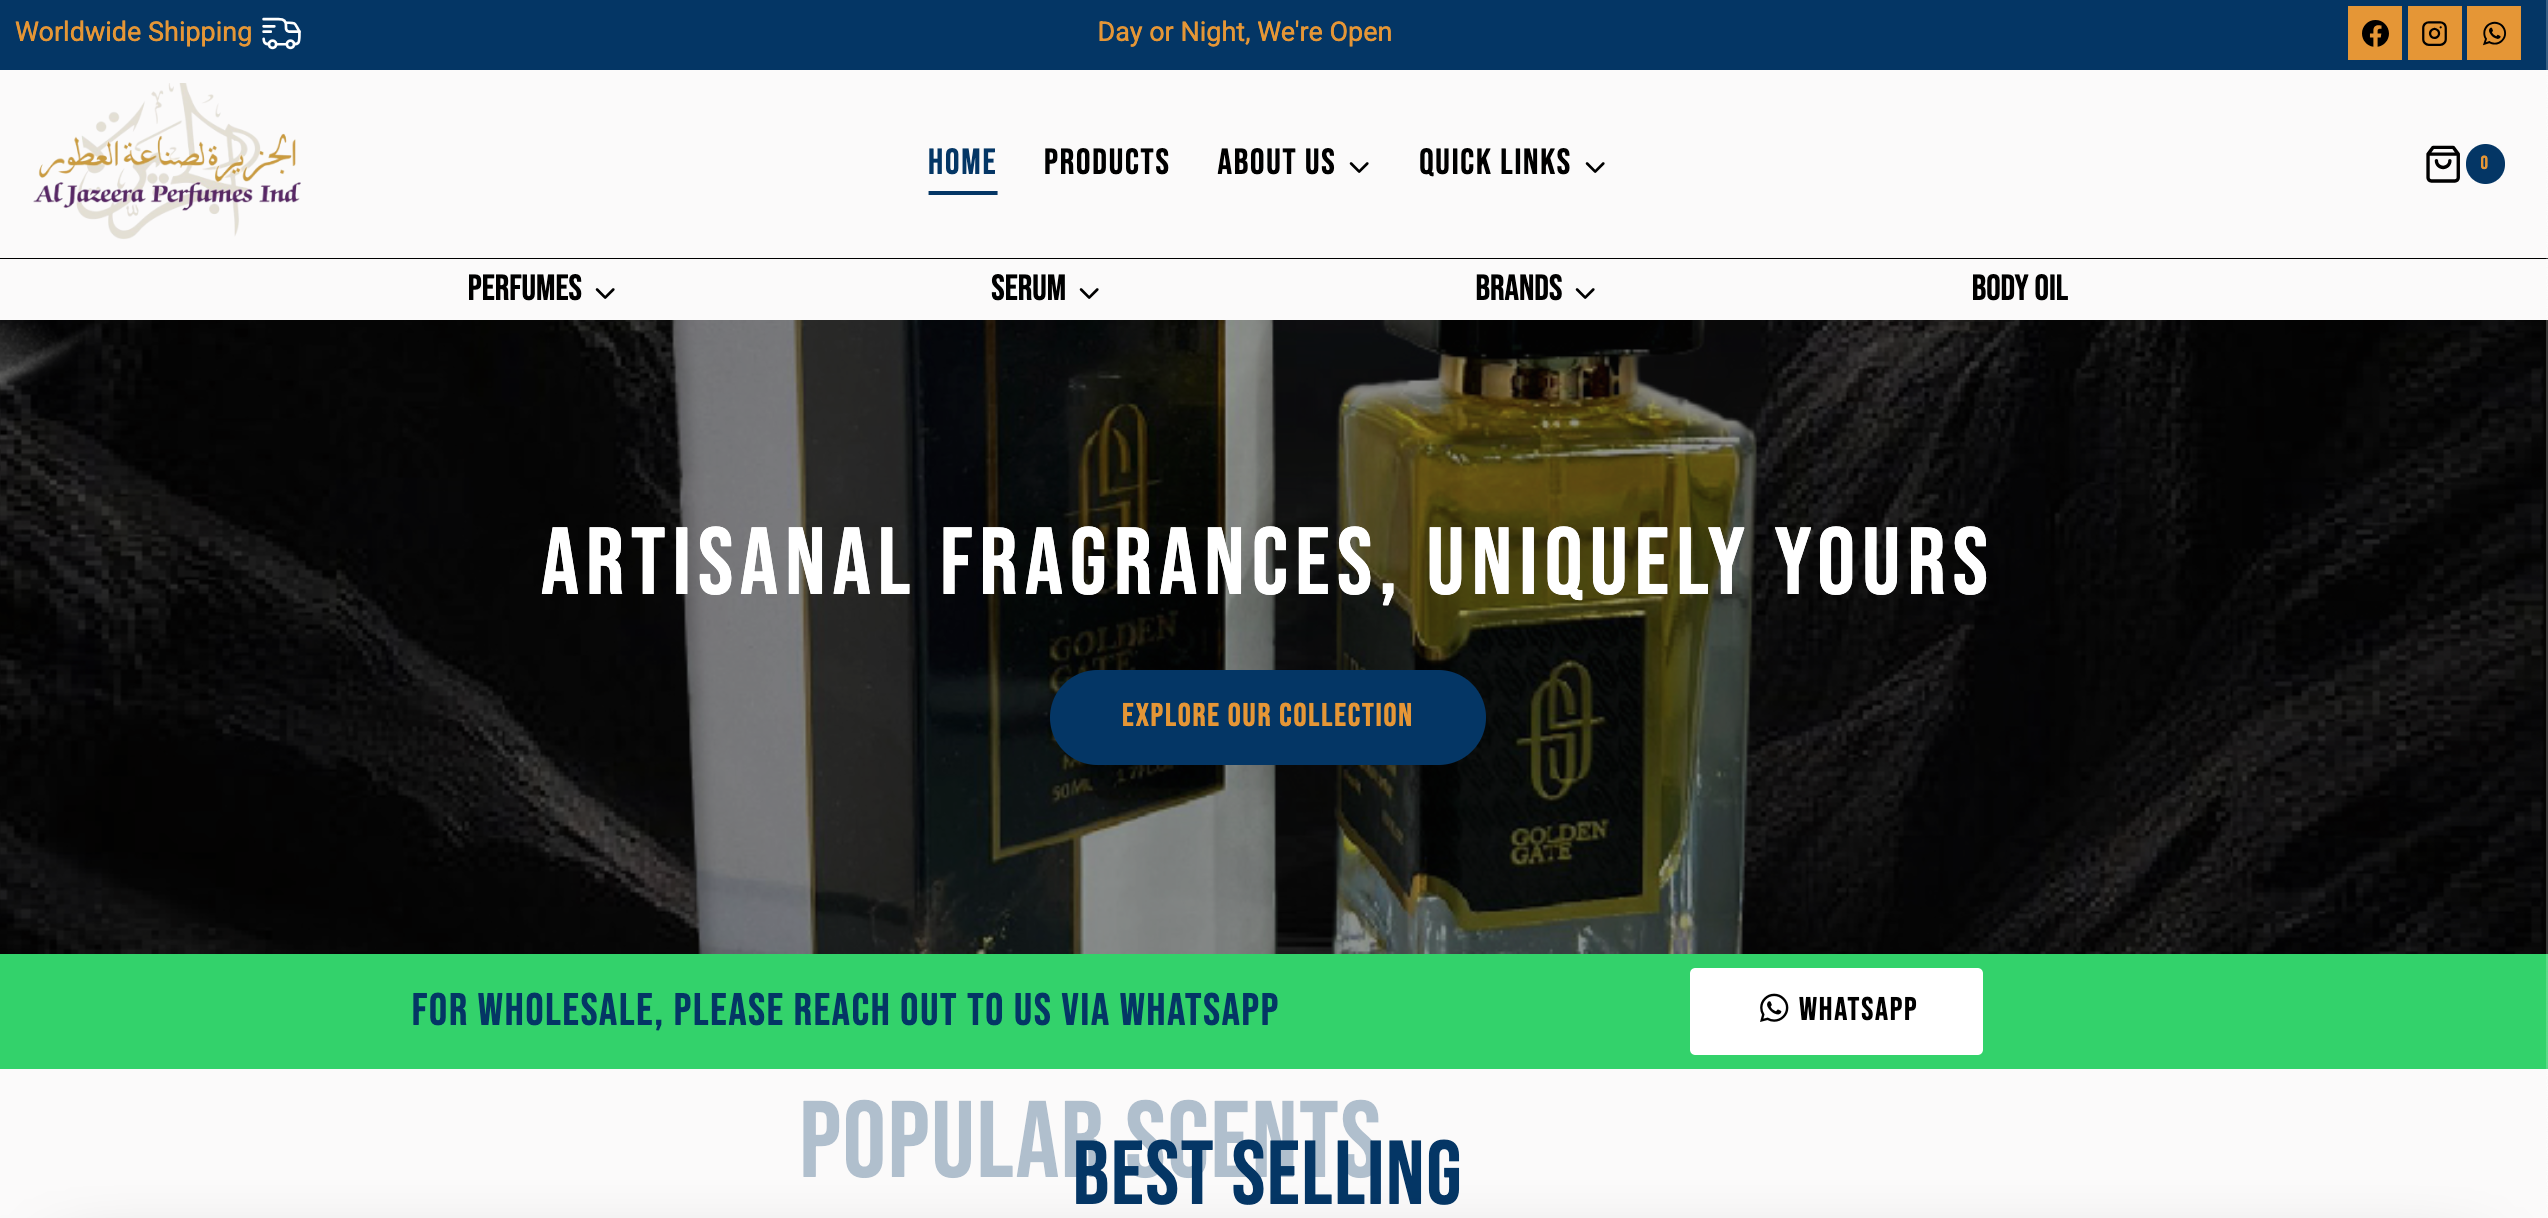 Worldwide Shipping
Day or Night, We're Open
الجزيرة لصناعة العطور
Al Jazeera Perfumes Ind
HOME
PRODUCTS
ABOUT US
QUICK LINKS
0
PERFUMES
SERUM
BRANDS
BODY OIL
ARTISANAL FRAGRANCES, UNIQUELY YOURS
GOLDEN
GATE
EXPLORE OUR COLLECTION
50ML
GOLDEN
GATE
FOR WHOLESALE, PLEASE REACH OUT TO US VIA WHATSAPP
WHATSAPP
POPULAR SCENTS
BEST SELLING